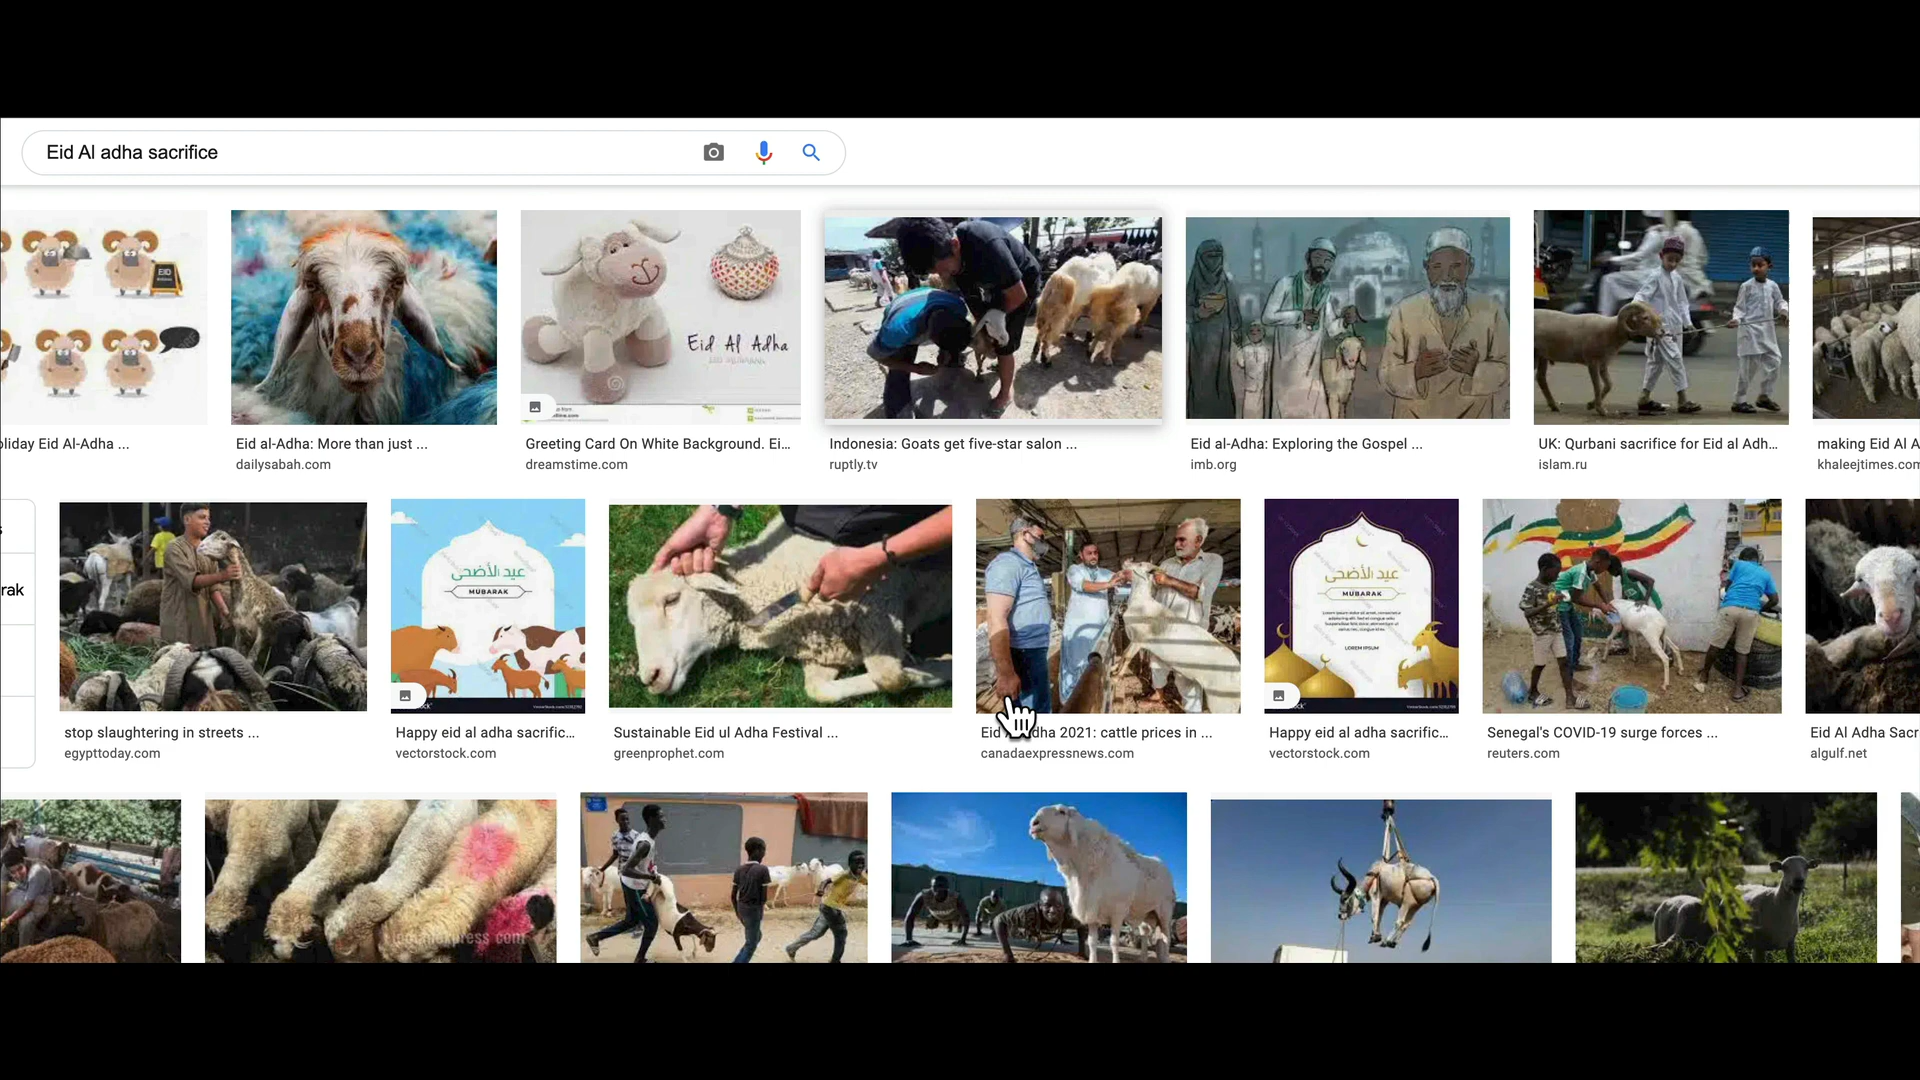 Eid Al adha sacrifice
EID
Eid Al Adha
oliday Eid Al-Adha ...
Eid al-Adha: More than just ...
dailysabah.com
Greeting Card On White Background. Ei...
dreamstime.com
Indonesia: Goats get five-star salon ...
ruptly.tv
Eid al-Adha: Exploring the Gospel ...
imb.org
UK: Qurbani sacrifice for Eid al Adh...
islam.ru
making Eid Al A
khaleejtimes.com
s
rak
عيد الأضحى
MUBARAK
عيد الأضحى
MUBARAK
LOREM IPSUM
stop slaughtering in streets ...
egypttoday.com
Happy eid al adha sacrific...
vectorstock.com
Sustainable Eid ul Adha Festival ...
greenprophet.com
Eid dha 2021: cattle prices in ...
canadaexpressnews.com
Happy eid al adha sacrific...
vectorstock.com
Senegal's COVID-19 surge forces ...
reuters.com
Eid Al Adha Sacr
algulf.net